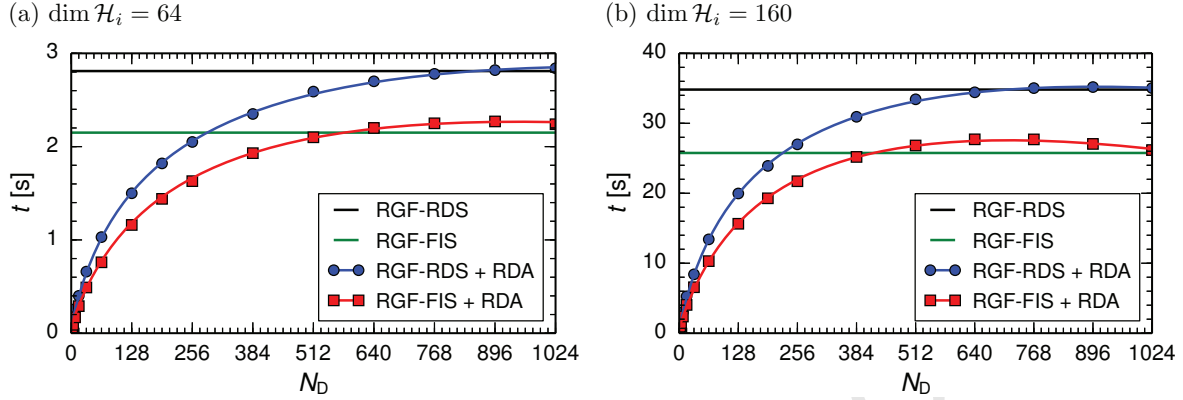 (a) dim ℋᵢ = 64
3
2
1
0
t [s]
0 128 256 384 512 640 768 896 1024
N_D
RGF-RDS
RGF-FIS
RGF-RDS + RDA
RGF-FIS + RDA
(b) dim ℋᵢ = 160
40
30
20
10
0
t [s]
0 128 256 384 512 640 768 896 1024
N_D
RGF-RDS
RGF-FIS
RGF-RDS + RDA
RGF-FIS + RDA